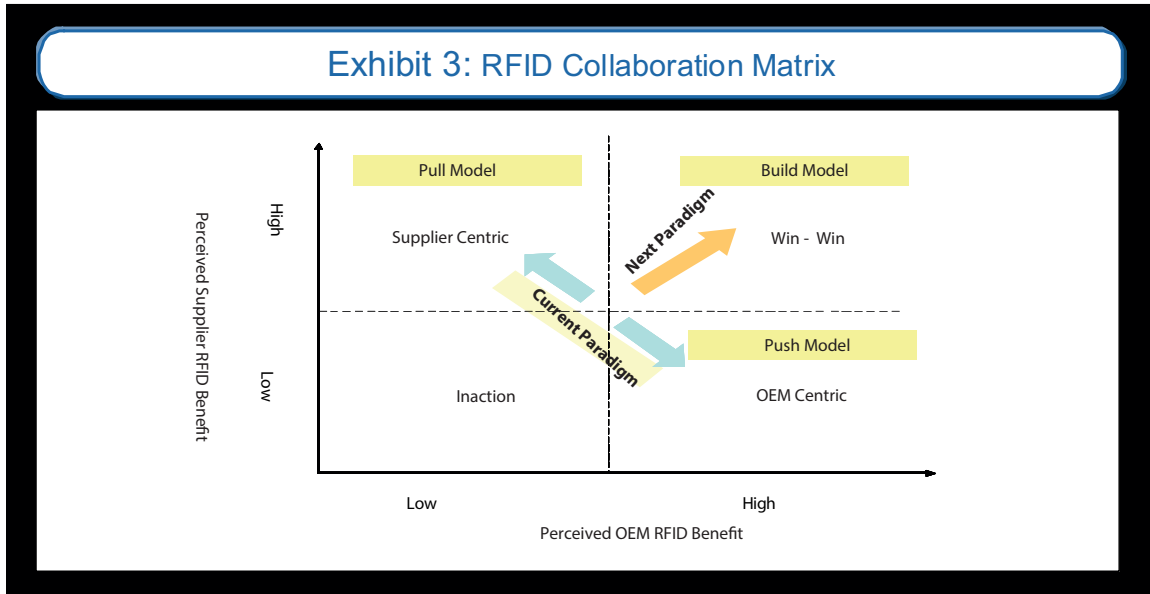 Exhibit 3: RFID Collaboration Matrix
Pull Model
Build Model
Supplier Centric
Next Paradigm
Win - Win
High
Perceived Supplier RFID Benefit
Current Paradigm
Push Model
Low
Inaction
OEM Centric
Low
High
Perceived OEM RFID Benefit